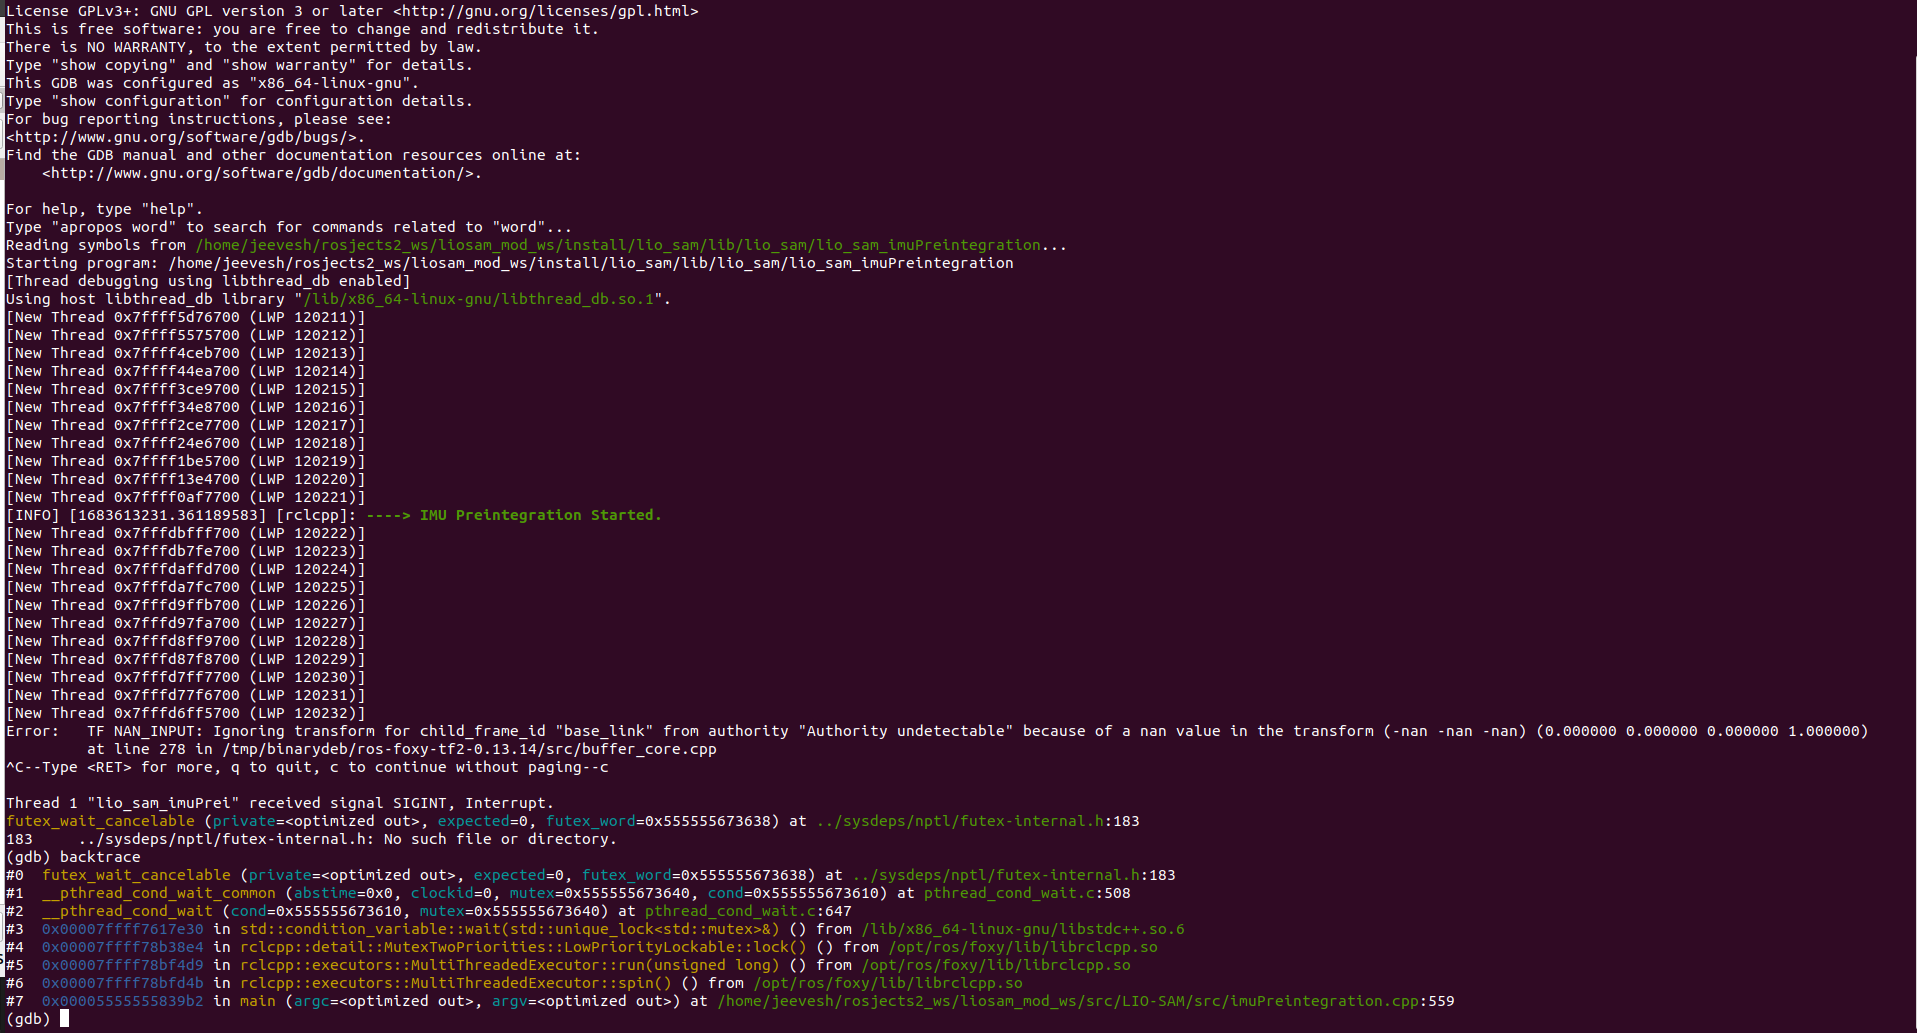 License GPLv3+: GNU GPL version 3 or later <http://gnu.org/licenses/gpl.html>
This is free software: you are free to change and redistribute it.
There is NO WARRANTY, to the extent permitted by law.
Type "show copying" and "show warranty" for details.
This GDB was configured as "x86_64-linux-gnu".
Type "show configuration" for configuration details.
For bug reporting instructions, please see:
<http://www.gnu.org/software/gdb/bugs/>.
Find the GDB manual and other documentation resources online at:
    <http://www.gnu.org/software/gdb/documentation/>.

For help, type "help".
Type "apropos word" to search for commands related to "word"...
Reading symbols from /home/jeevesh/rosjects2_ws/liosam_mod_ws/install/lio_sam/lib/lio_sam/lio_sam_imuPreintegration...
Starting program: /home/jeevesh/rosjects2_ws/liosam_mod_ws/install/lio_sam/lib/lio_sam/lio_sam_imuPreintegration
[Thread debugging using libthread_db enabled]
Using host libthread_db library "/lib/x86_64-linux-gnu/libthread_db.so.1".
[New Thread 0x7ffff5d76700 (LWP 120211)]
[New Thread 0x7ffff5575700 (LWP 120212)]
[New Thread 0x7ffff4ceb700 (LWP 120213)]
[New Thread 0x7ffff44ea700 (LWP 120214)]
[New Thread 0x7ffff3ce9700 (LWP 120215)]
[New Thread 0x7ffff34e8700 (LWP 120216)]
[New Thread 0x7ffff2ce7700 (LWP 120217)]
[New Thread 0x7ffff24e6700 (LWP 120218)]
[New Thread 0x7ffff1be5700 (LWP 120219)]
[New Thread 0x7ffff13e4700 (LWP 120220)]
[New Thread 0x7ffff0af7700 (LWP 120221)]
[INFO] [1683613231.361189583] [rclcpp]: ----> IMU Preintegration Started.
[New Thread 0x7fffdbfff700 (LWP 120222)]
[New Thread 0x7fffdb7fe700 (LWP 120223)]
[New Thread 0x7fffdaffd700 (LWP 120224)]
[New Thread 0x7fffda7fc700 (LWP 120225)]
[New Thread 0x7fffd9ffb700 (LWP 120226)]
[New Thread 0x7fffd97fa700 (LWP 120227)]
[New Thread 0x7fffd8ff9700 (LWP 120228)]
[New Thread 0x7fffd87f8700 (LWP 120229)]
[New Thread 0x7fffd7ff7700 (LWP 120230)]
[New Thread 0x7fffd77f6700 (LWP 120231)]
[New Thread 0x7fffd6ff5700 (LWP 120232)]
Error:   TF NAN_INPUT: Ignoring transform for child_frame_id "base_link" from authority "Authority undetectable" because of a nan value in the transform (-nan -nan -nan) (0.000000 0.000000 0.000000 1.000000)
         at line 278 in /tmp/binarydeb/ros-foxy-tf2-0.13.14/src/buffer_core.cpp
^C--Type <RET> for more, q to quit, c to continue without paging--c

Thread 1 "lio_sam_imuPrei" received signal SIGINT, Interrupt.
futex_wait_cancelable (private=<optimized out>, expected=0, futex_word=0x555555673638) at ../sysdeps/nptl/futex-internal.h:183
183     ../sysdeps/nptl/futex-internal.h: No such file or directory.
(gdb) backtrace
#0  futex_wait_cancelable (private=<optimized out>, expected=0, futex_word=0x555555673638) at ../sysdeps/nptl/futex-internal.h:183
#1  __pthread_cond_wait_common (abstime=0x0, clockid=0, mutex=0x555555673640, cond=0x555555673610) at pthread_cond_wait.c:508
#2  __pthread_cond_wait (cond=0x555555673610, mutex=0x555555673640) at pthread_cond_wait.c:647
#3  0x00007ffff7617e30 in std::condition_variable::wait(std::unique_lock<std::mutex>&) () from /lib/x86_64-linux-gnu/libstdc++.so.6
#4  0x00007ffff78b38e4 in rclcpp::detail::MutexTwoPriorities::LowPriorityLockable::lock() () from /opt/ros/foxy/lib/librclcpp.so
#5  0x00007ffff78bf4d9 in rclcpp::executors::MultiThreadedExecutor::run(unsigned long) () from /opt/ros/foxy/lib/librclcpp.so
#6  0x00007ffff78bfd4b in rclcpp::executors::MultiThreadedExecutor::spin() () from /opt/ros/foxy/lib/librclcpp.so
#7  0x00005555555839b2 in main (argc=<optimized out>, argv=<optimized out>) at /home/jeevesh/rosjects2_ws/liosam_mod_ws/src/LIO-SAM/src/imuPreintegration.cpp:559
(gdb)